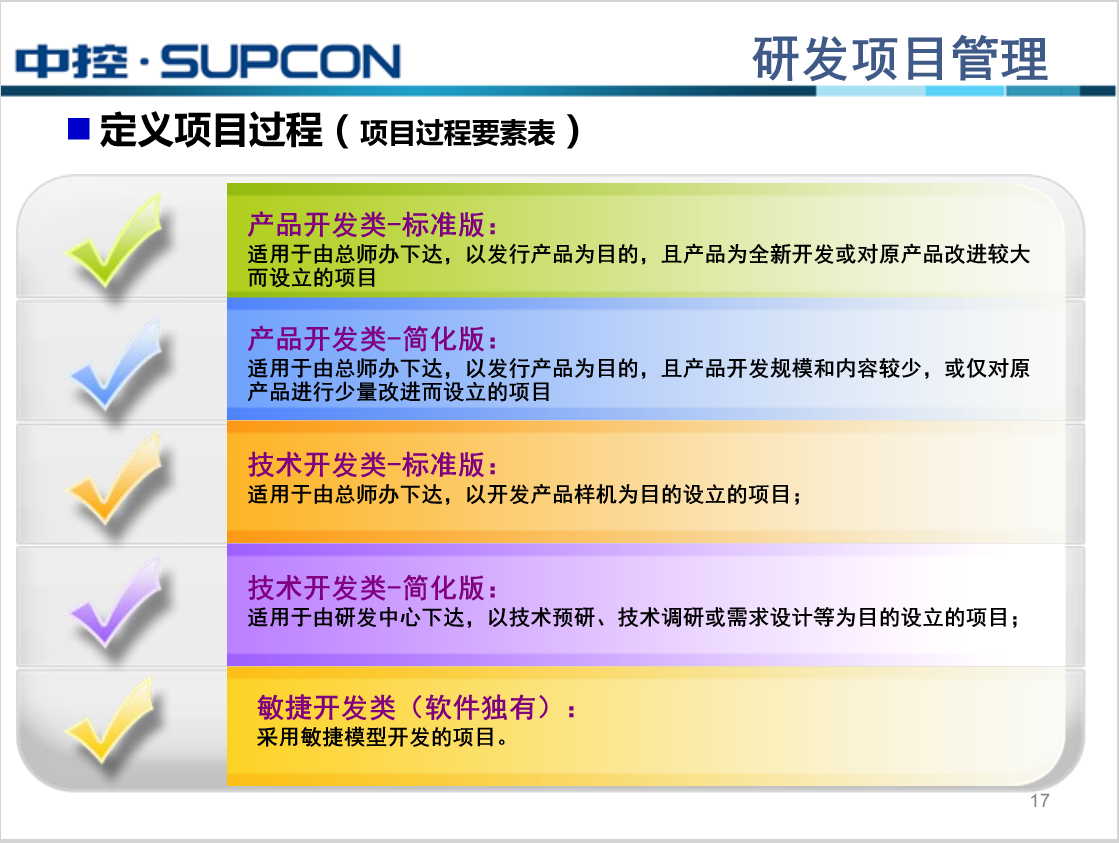 中控·SUPCON
研发项目管理
定义项目过程（项目过程要素表）
产品开发类-标准版：
适用于由总师办下达，以发行产品为目的，且产品为全新开发或对原产品改进较大
而设立的项目
产品开发类-简化版：
适用于由总师办下达，以发行产品为目的，且产品开发规模和内容较少，或仅对原
产品进行少量改进而设立的项目
技术开发类-标准版：
适用于由总师办下达，以开发产品样机为目的设立的项目；
技术开发类-简化版：
适用于由研发中心下达，以技术预研、技术调研或需求设计等为目的设立的项目；
敏捷开发类（软件独有）：
采用敏捷模型开发的项目。
17